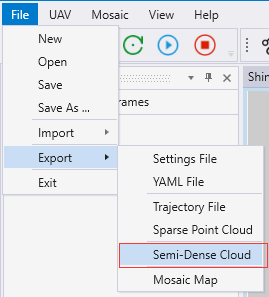 File UAV Mosaic View Help
New
Open
Save
Save As ...
Import
Export
Exit
rames
Shin
Settings File
YAML File
Trajectory File
Sparse Point Cloud
Semi-Dense Cloud
Mosaic Map